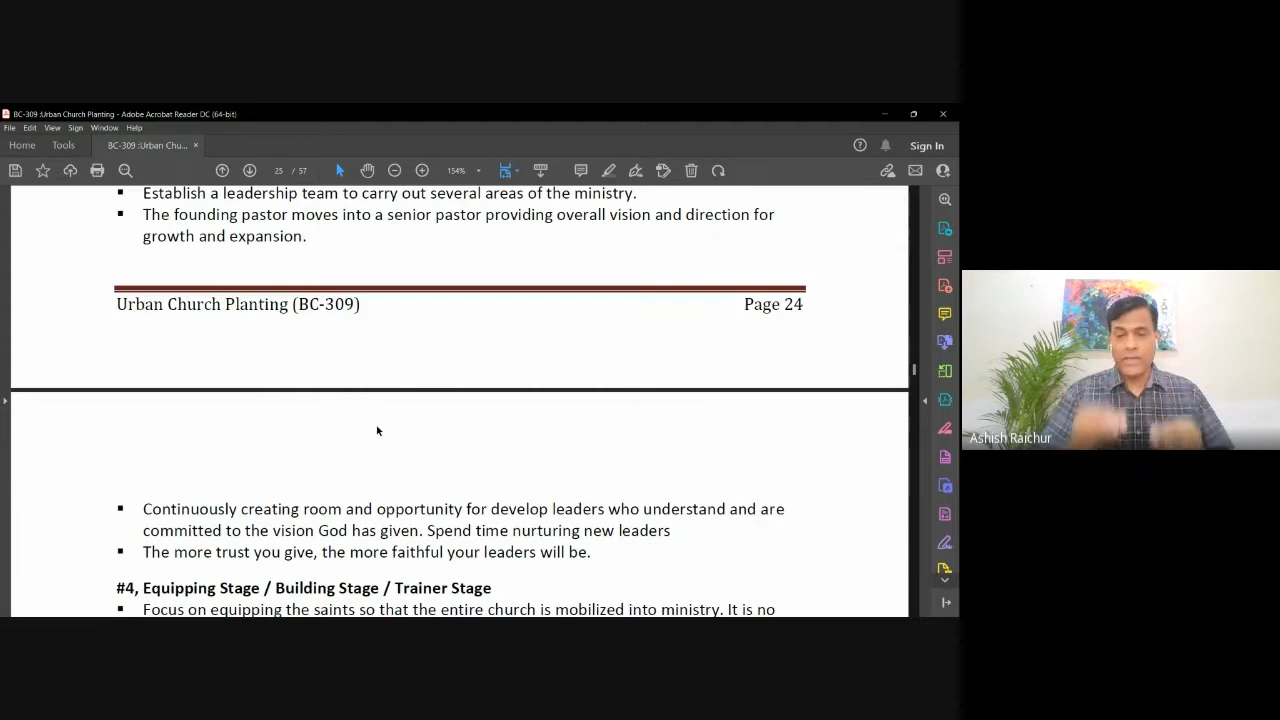 BC-309 :Urban Church Planting - Adobe Acrobat Reader DC (64-bit)
File Edit View Sign Window Help
Home Tools BC-309 :Urban Chu... × Sign In
25 / 57 154%
▪ Establish a leadership team to carry out several areas of the ministry.
▪ The founding pastor moves into a senior pastor providing overall vision and direction for
growth and expansion.
Urban Church Planting (BC-309) Page 24
▪ Continuously creating room and opportunity for develop leaders who understand and are
committed to the vision God has given. Spend time nurturing new leaders
▪ The more trust you give, the more faithful your leaders will be.
#4, Equipping Stage / Building Stage / Trainer Stage
▪ Focus on equipping the saints so that the entire church is mobilized into ministry. It is no
Ashish Raichur